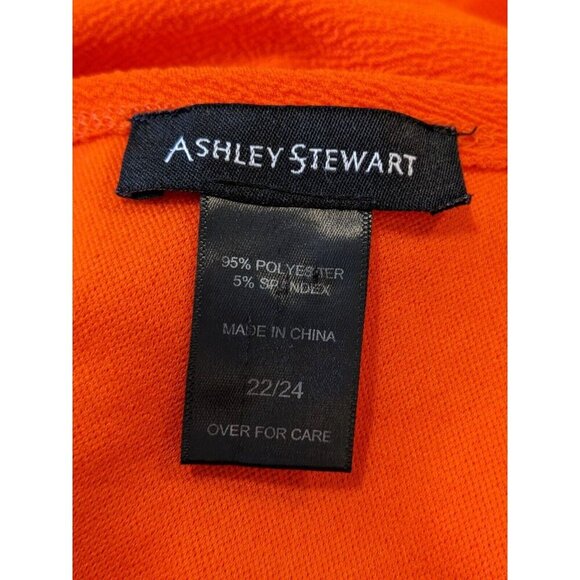 ASHLEY STEWART
95% POLYESTER
5% SPANDEX
MADE IN CHINA
22/24
OVER FOR CARE